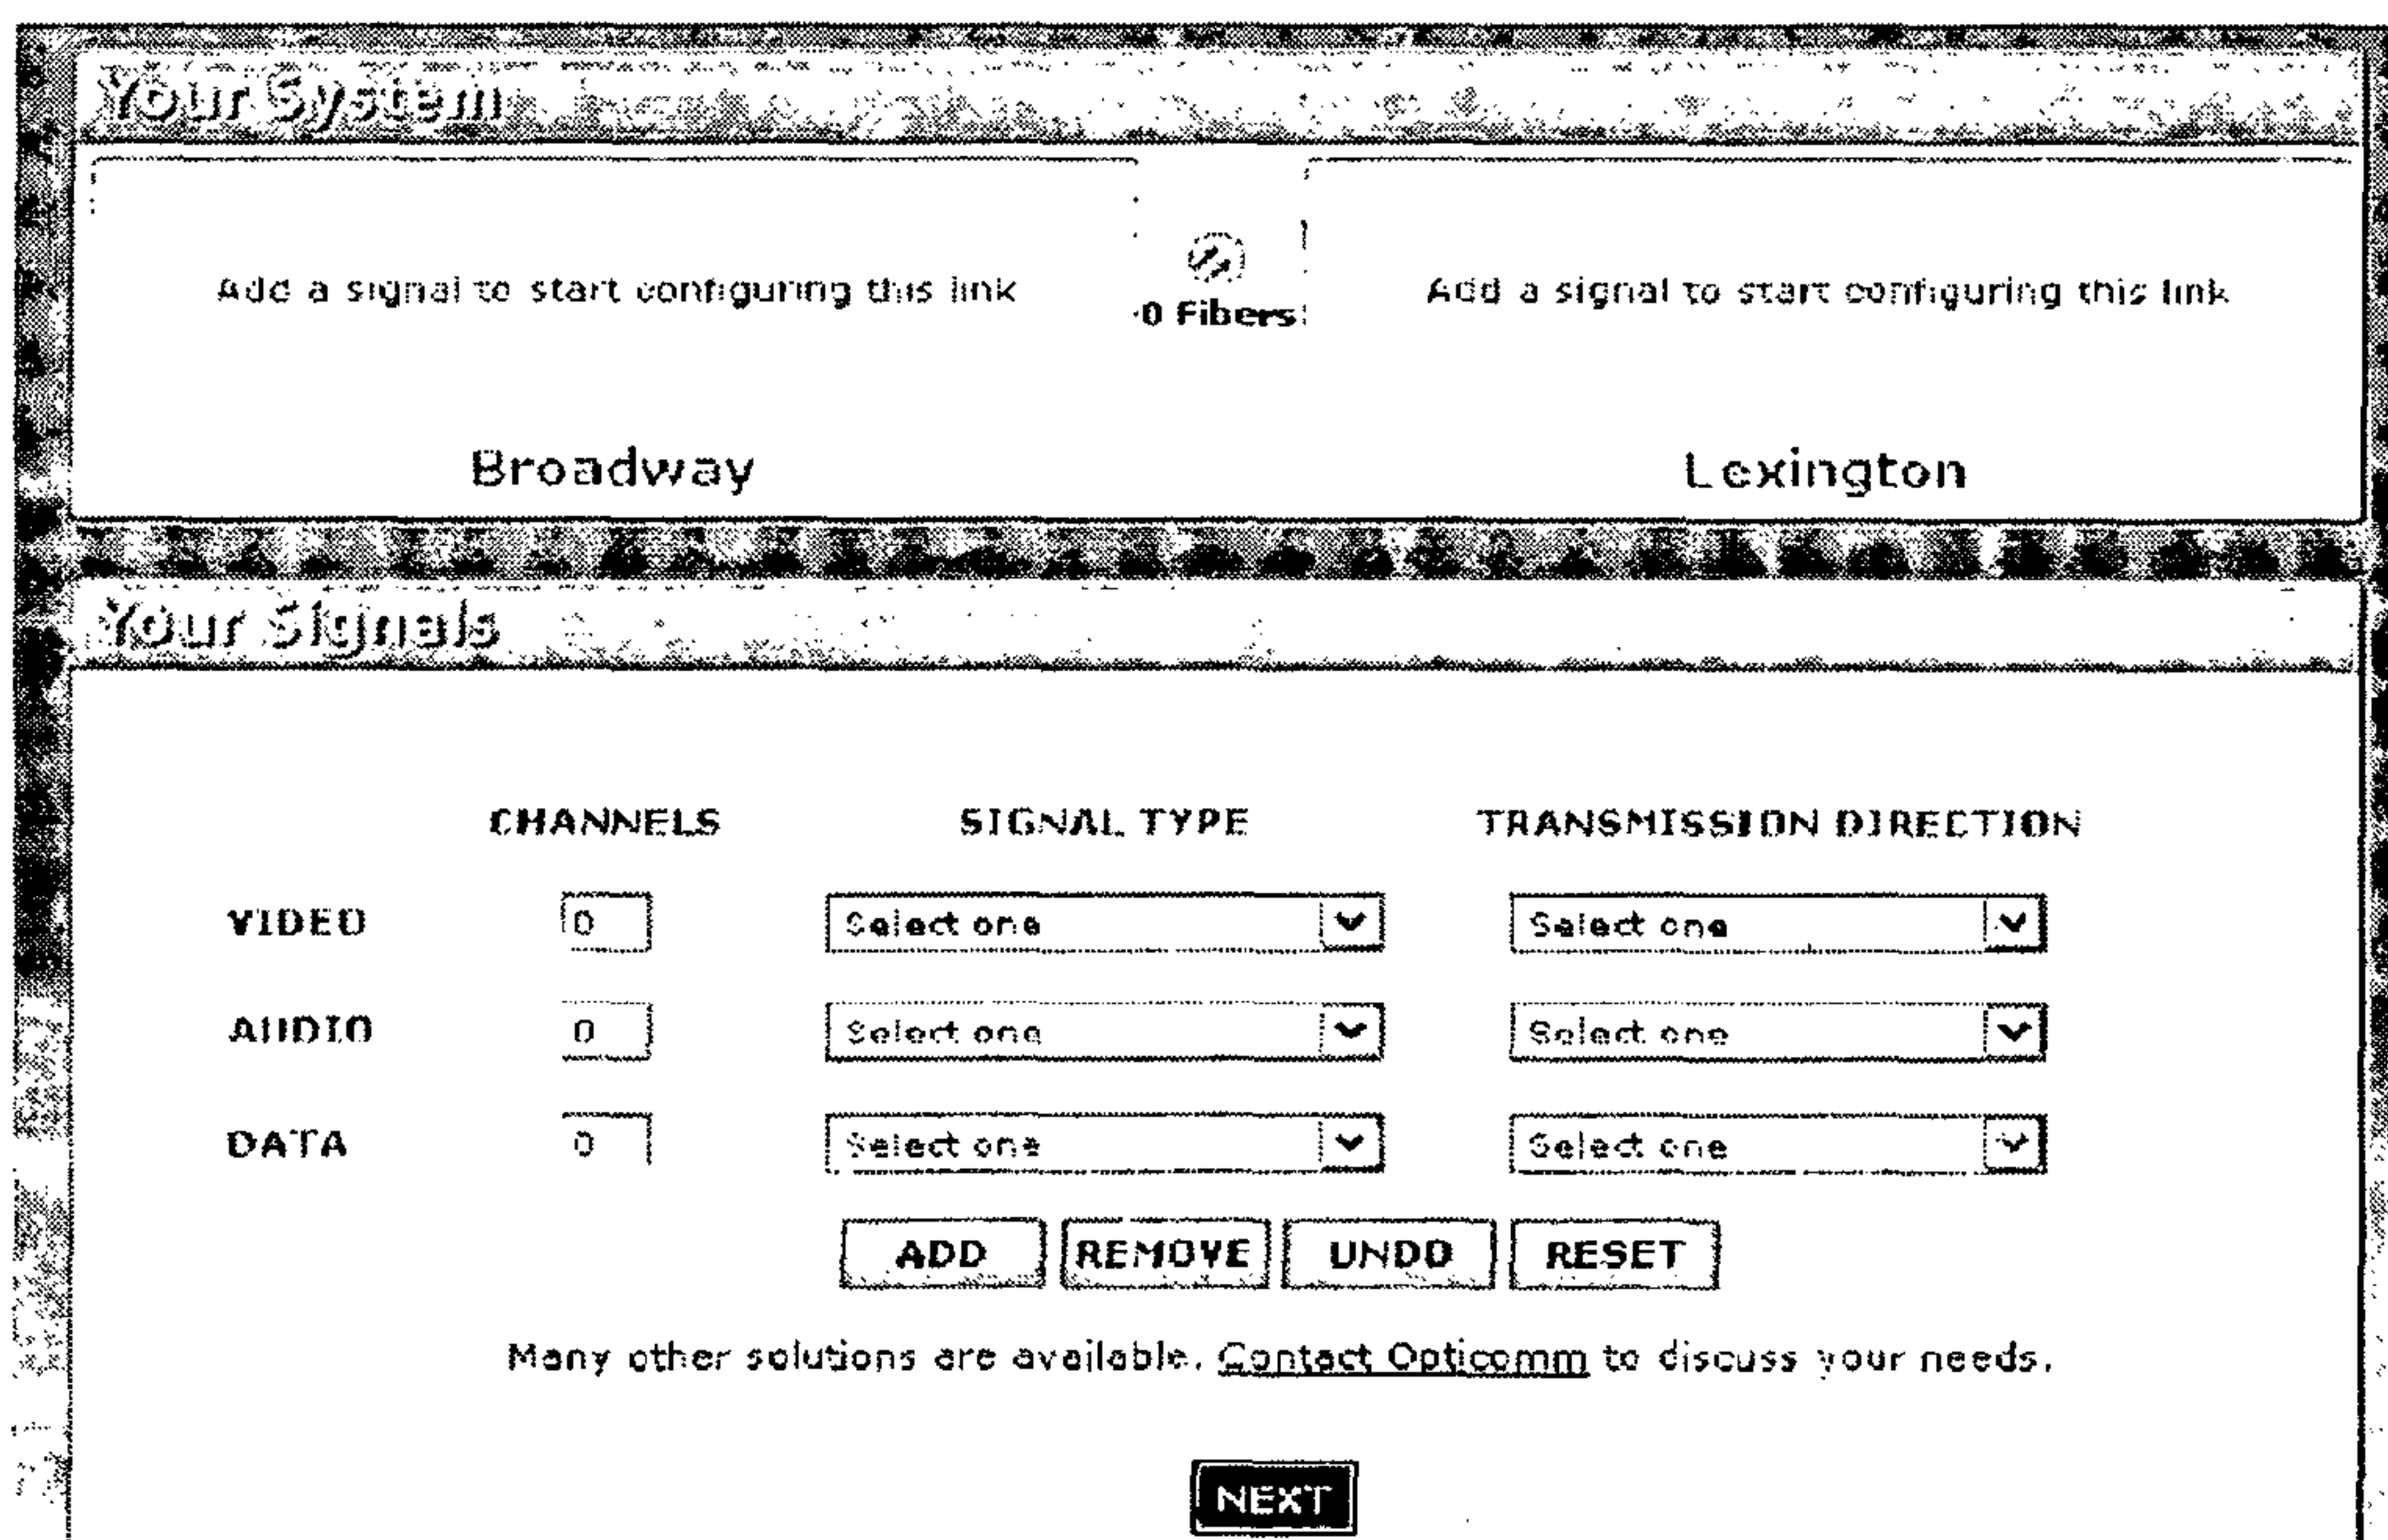 Your System
Add a signal to start configuring this link
0 Fibers
Add a signal to start configuring this link
Broadway
Lexington
Your Signals
CHANNELS SIGNAL TYPE TRANSMISSION DIRECTION
VIDEO 0 Select one Select one
AUDIO 0 Select one Select one
DATA 0 Select one Select one
ADD REMOVE UNDO RESET
Many other solutions are available. Contact Opticomm to discuss your needs.
NEXT